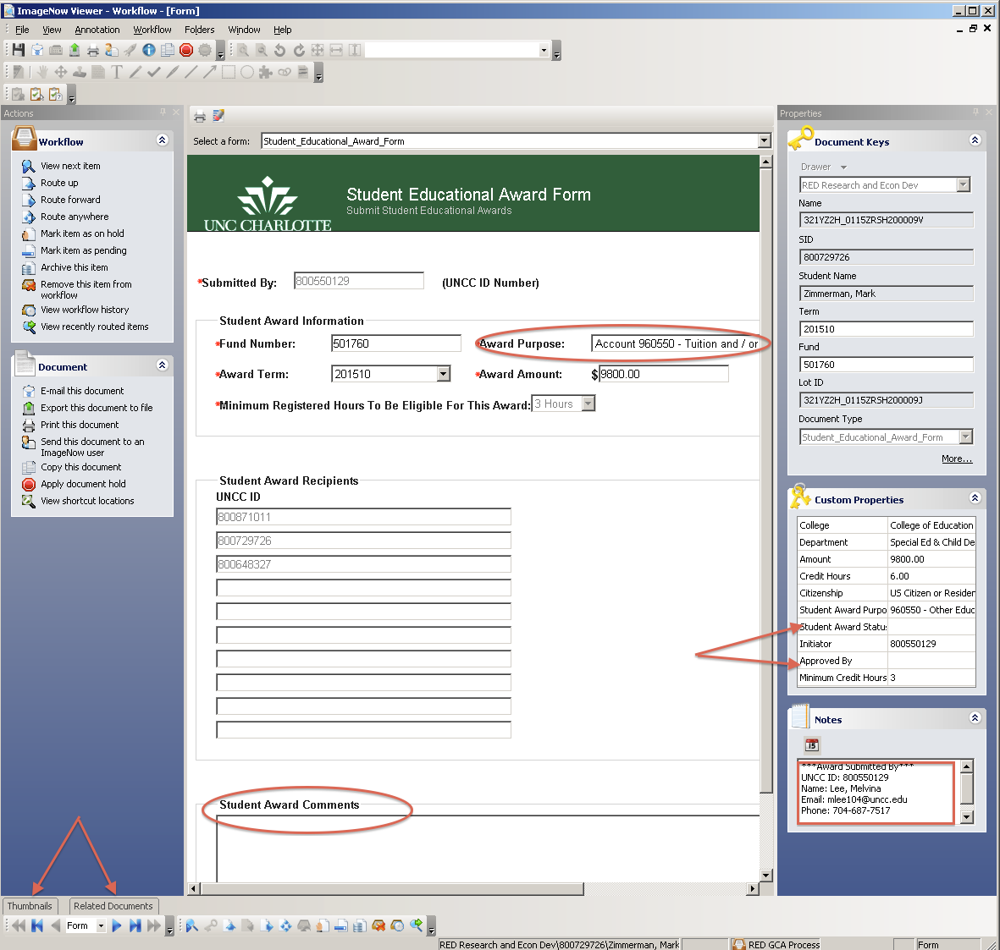 ImageNow Viewer - Workflow - [Form]
File View Annotation Workflow Folders Window Help
Actions
Workflow
View next item
Route up
Route forward
Route anywhere
Mark item as on hold
Mark item as pending
Archive this item
Remove this item from
workflow
View workflow history
View recently routed items
Document
E-mail this document
Export this document to file
Print this document
Send this document to an
ImageNow user
Copy this document
Apply document hold
View shortcut locations
Select a form: Student_Educational_Award_Form
UNC CHARLOTTE
Student Educational Award Form
Submit Student Educational Awards
*Submitted By: 800550129 (UNCC ID Number)
Student Award Information
*Fund Number: 501760 Award Purpose: Account 960550 - Tuition and / or
*Award Term: 201510 *Award Amount: $9800.00
*Minimum Registered Hours To Be Eligible For This Award: 3 Hours
Student Award Recipients
UNCC ID
800871011
800729726
800648327
Student Award Comments
Properties
Document Keys
Drawer
RED Research and Econ Dev
Name
321YZ2H_0115ZRSH200009V
SID
800729726
Student Name
Zimmerman, Mark
Term
201510
Fund
501760
Lot ID
321YZ2H_0115ZRSH200009J
Document Type
Student_Educational_Award_Form
More...
Custom Properties
College College of Education
Department Special Ed & Child De
Amount 9800.00
Credit Hours 6.00
Citizenship US Citizen or Residen
Student Award Purpo 960550 - Other Educ
Student Award Status
Initiator 800550129
Approved By
Minimum Credit Hours 3
Notes
15
***Award Submitted By***
UNCC ID: 800550129
Name: Lee, Melvina
Email: mlee104@uncc.edu
Phone: 704-687-7517
Thumbnails Related Documents
Form
RED Research and Econ Dev\800729726\Zimmerman, Mark RED GCA Process Form